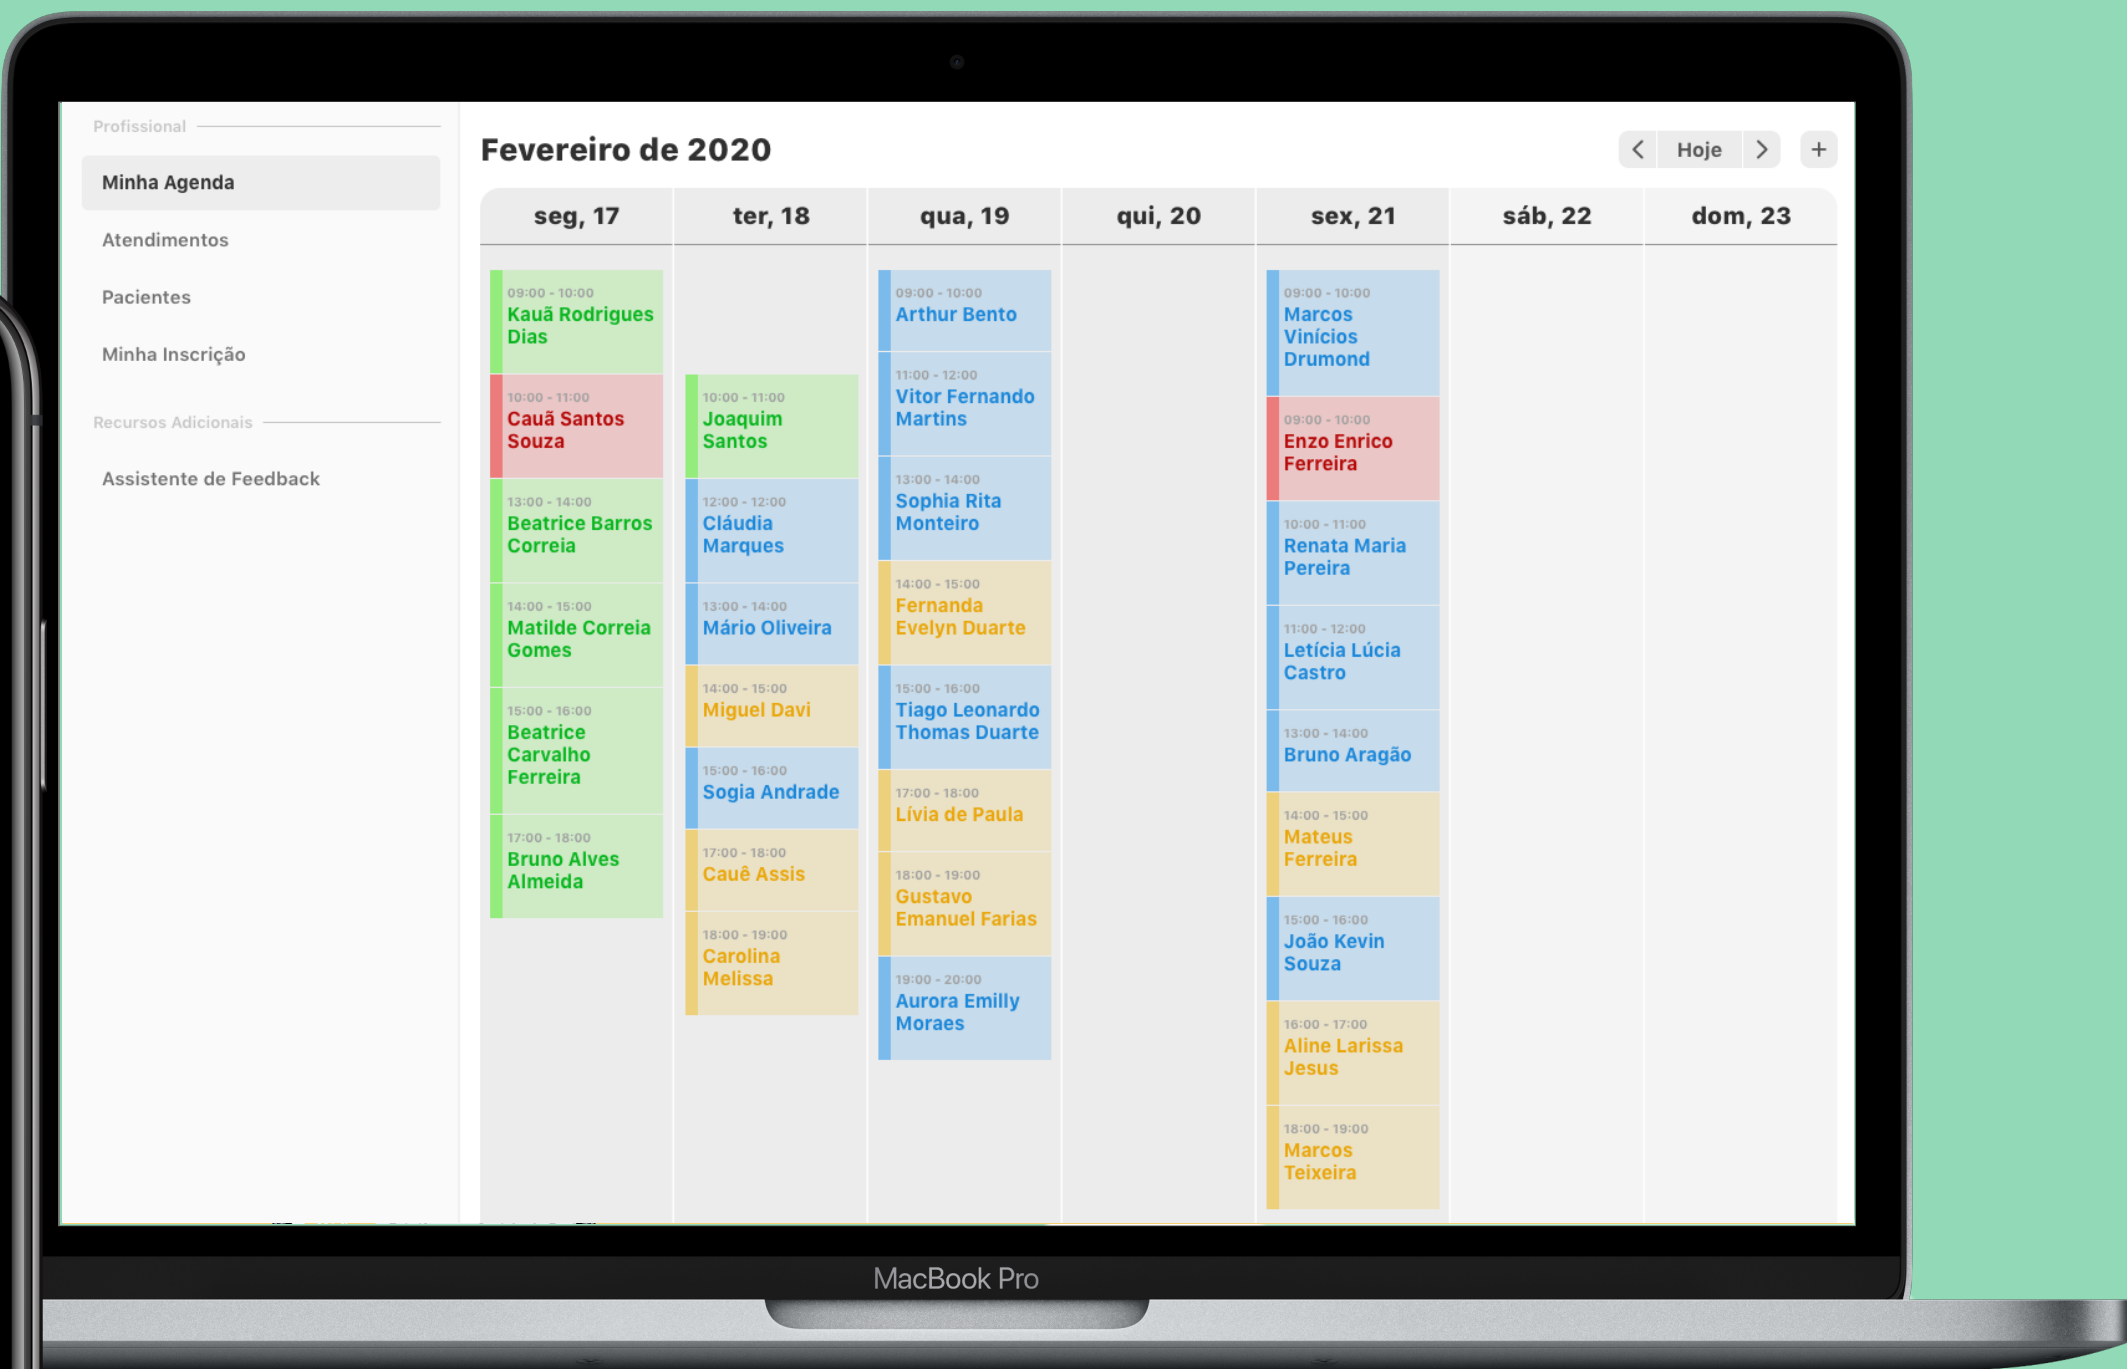 Profissional
Minha Agenda
Atendimentos
Pacientes
Minha Inscrição
Recursos Adicionais
Assistente de Feedback
Fevereiro de 2020
Hoje
+
seg, 17
ter, 18
qua, 19
qui, 20
sex, 21
sáb, 22
dom, 23
09:00 - 10:00
Kauã Rodrigues
Dias
10:00 - 11:00
Cauã Santos
Souza
13:00 - 14:00
Beatrice Barros
Correia
14:00 - 15:00
Matilde Correia
Gomes
15:00 - 16:00
Beatrice
Carvalho
Ferreira
17:00 - 18:00
Bruno Alves
Almeida
10:00 - 11:00
Joaquim
Santos
12:00 - 12:00
Cláudia
Marques
13:00 - 14:00
Mário Oliveira
14:00 - 15:00
Miguel Davi
15:00 - 16:00
Sogia Andrade
17:00 - 18:00
Cauê Assis
18:00 - 19:00
Carolina
Melissa
09:00 - 10:00
Arthur Bento
11:00 - 12:00
Vitor Fernando
Martins
13:00 - 14:00
Sophia Rita
Monteiro
14:00 - 15:00
Fernanda
Evelyn Duarte
15:00 - 16:00
Tiago Leonardo
Thomas Duarte
17:00 - 18:00
Lívia de Paula
18:00 - 19:00
Gustavo
Emanuel Farias
19:00 - 20:00
Aurora Emilly
Moraes
09:00 - 10:00
Marcos
Vinícios
Drumond
09:00 - 10:00
Enzo Enrico
Ferreira
10:00 - 11:00
Renata Maria
Pereira
11:00 - 12:00
Letícia Lúcia
Castro
13:00 - 14:00
Bruno Aragão
14:00 - 15:00
Mateus
Ferreira
15:00 - 16:00
João Kevin
Souza
16:00 - 17:00
Aline Larissa
Jesus
18:00 - 19:00
Marcos
Teixeira
MacBook Pro